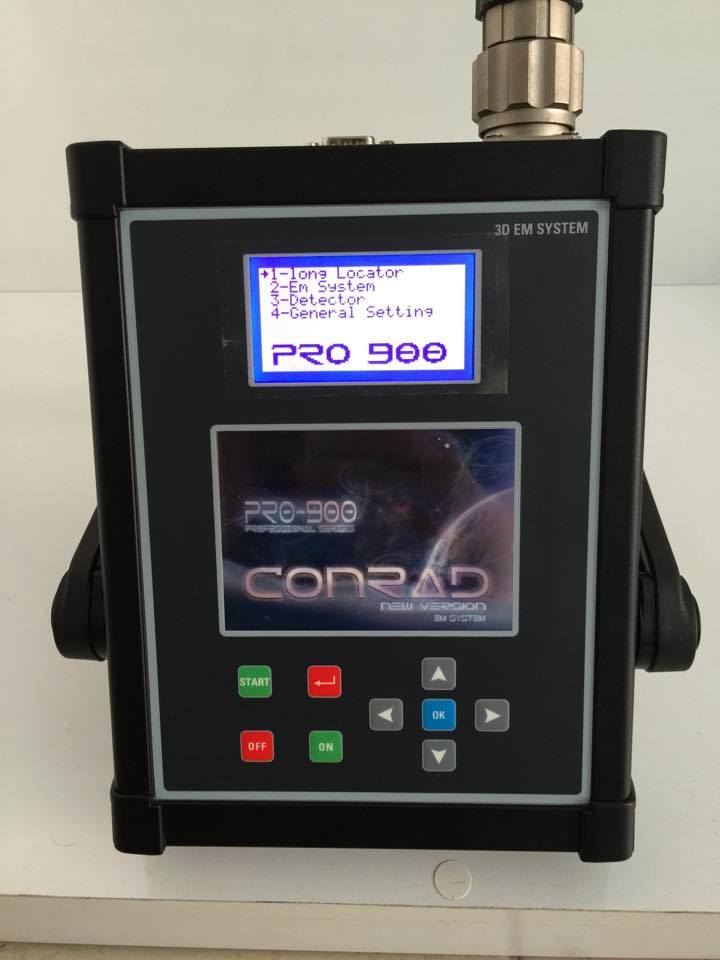 3D EM SYSTEM
➔1-long Locator
2-Em System
3-Detector
4-General Setting
PRO 900
PRO-900
PROFESSIONAL SERIES
CONRAD
NEW VERSION
EM SYSTEM
START
OK
OFF
ON